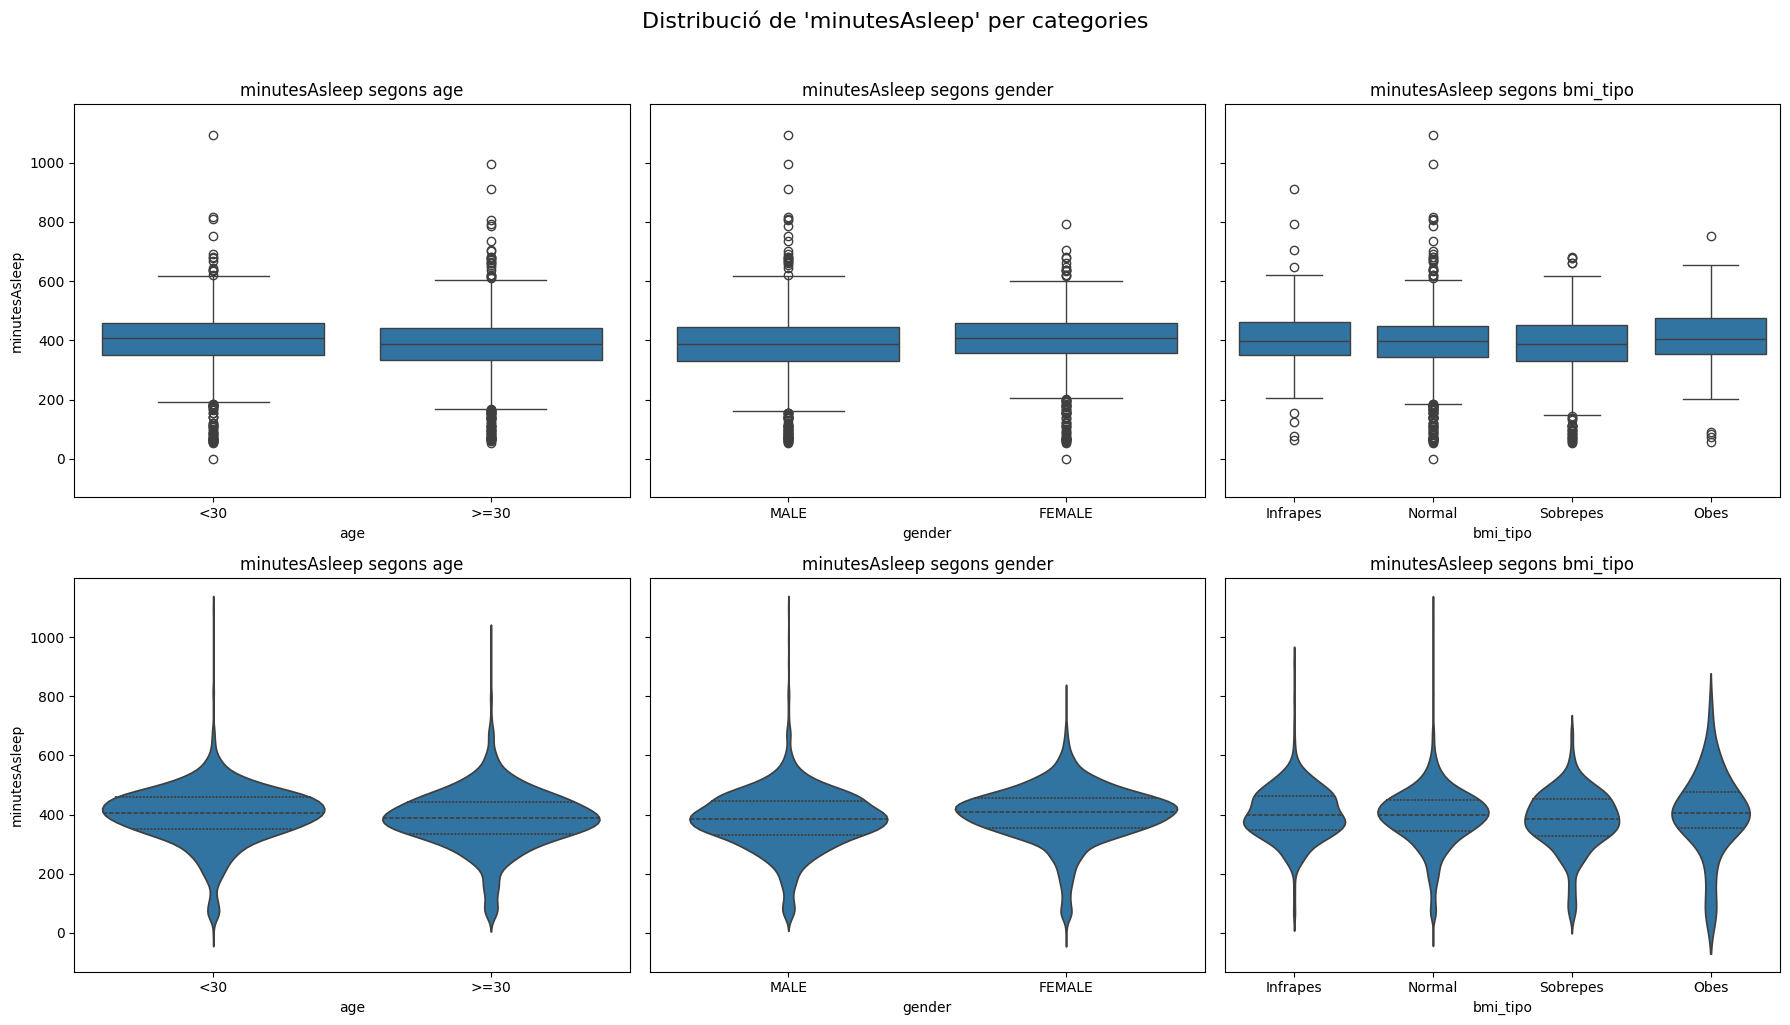 Distribució de 'minutesAsleep' per categories
minutesAsleep segons age
minutesAsleep segons gender
minutesAsleep segons bmi_tipo
minutesAsleep
1000
800
600
400
200
0
<30
>=30
age
MALE
FEMALE
gender
Infrapes
Normal
Sobrepes
Obes
bmi_tipo
minutesAsleep segons age
minutesAsleep segons gender
minutesAsleep segons bmi_tipo
minutesAsleep
1000
800
600
400
200
0
<30
>=30
age
MALE
FEMALE
gender
Infrapes
Normal
Sobrepes
Obes
bmi_tipo